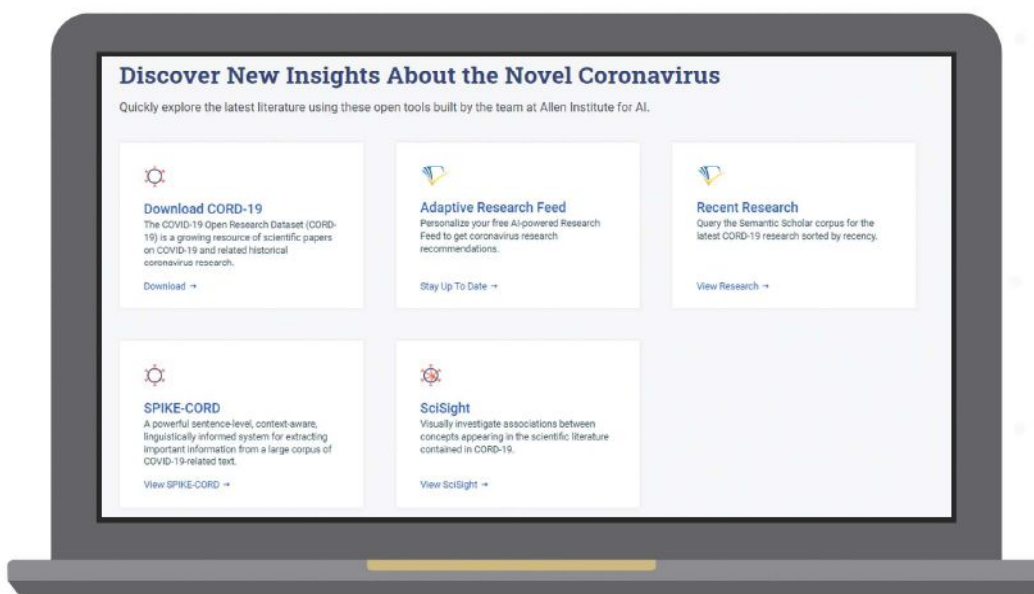 Discover New Insights About the Novel Coronavirus
Quickly explore the latest literature using these open tools built by the team at Allen Institute for AI.
Download CORD-19
The COVID-19 Open Research Dataset (CORD-
19) is a growing resource of scientific papers
on COVID-19 and related historical
coronavirus research.
Download →
Adaptive Research Feed
Personalize your free AI-powered Research
Feed to get coronavirus research
recommendations.
Stay Up To Date →
Recent Research
Query the Semantic Scholar corpus for the
latest CORD-19 research sorted by recency.
View Research →
SPIKE-CORD
A powerful sentence-level, context-aware,
linguistically informed system for extracting
important information from a large corpus of
COVID-19-related text.
View SPIKE-CORD →
SciSight
Visually investigate associations between
concepts appearing in the scientific literature
contained in CORD-19.
View SciSight →